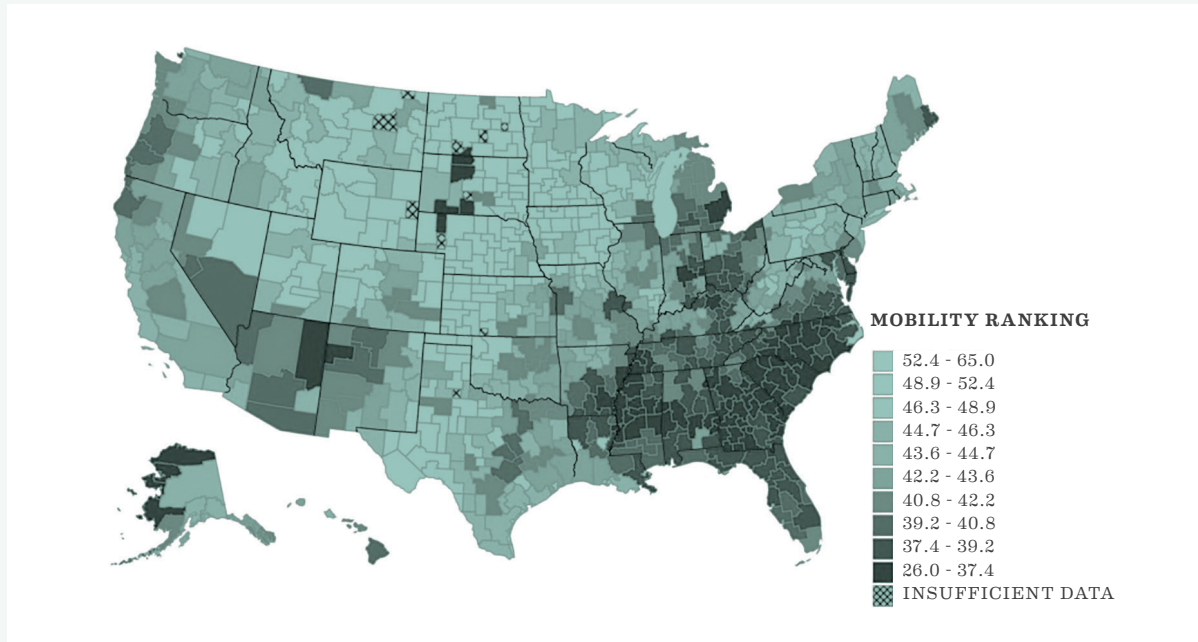 MOBILITY RANKING
52.4 - 65.0
48.9 - 52.4
46.3 - 48.9
44.7 - 46.3
43.6 - 44.7
42.2 - 43.6
40.8 - 42.2
39.2 - 40.8
37.4 - 39.2
26.0 - 37.4
INSUFFICIENT DATA